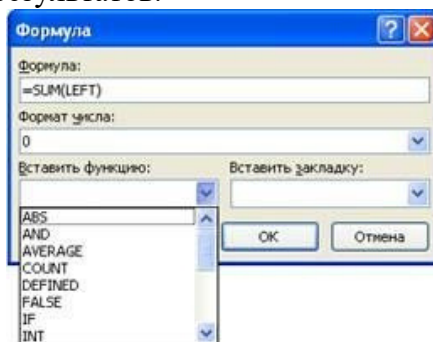 Формула
Формула:
=SUM(LEFT)
Формат числа:
0
Вставить функцию:
Вставить закладку:
ABS
AND
AVERAGE
COUNT
DEFINED
FALSE
IF
INT
ОК
Отмена